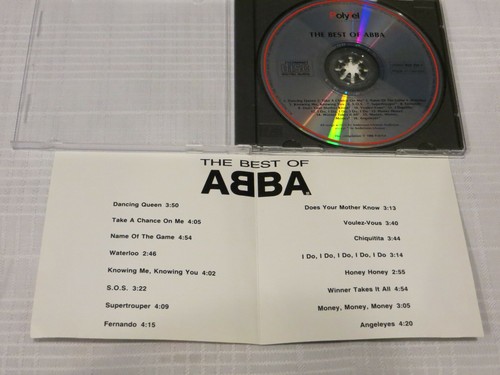 Polytel
THE BEST OF ABBA
THE BEST OF
ABBA
Dancing Queen 3:50
Take A Chance On Me 4:05
Name Of The Game 4:54
Waterloo 2:46
Knowing Me, Knowing You 4:02
S.O.S. 3:22
Supertrouper 4:09
Fernando 4:15
Does Your Mother Know 3:13
Voulez-Vous 3:40
Chiquilita 3:44
I Do, I Do, I Do, I Do, I Do 3:14
Honey Honey 2:55
Winner Takes It All 4:54
Money, Money, Money 3:05
Angeleyes 4:20